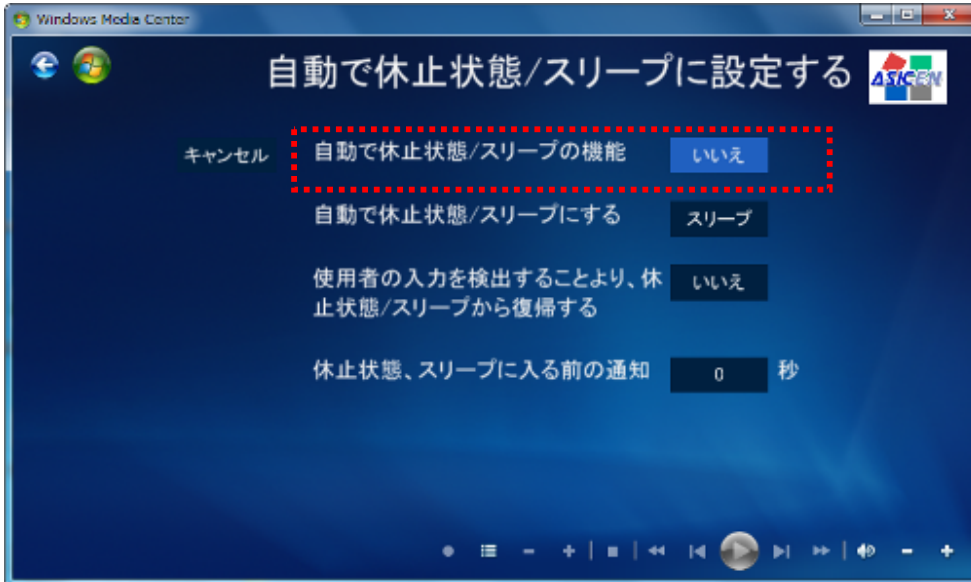 Windows Media Center
自動で休止状態/スリープに設定する
ASICEN
キャンセル
自動で休止状態/スリープの機能
いいえ
自動で休止状態/スリープにする
スリープ
使用者の入力を検出することより、休
止状態/スリープから復帰する
いいえ
休止状態、スリープに入る前の通知
0
秒